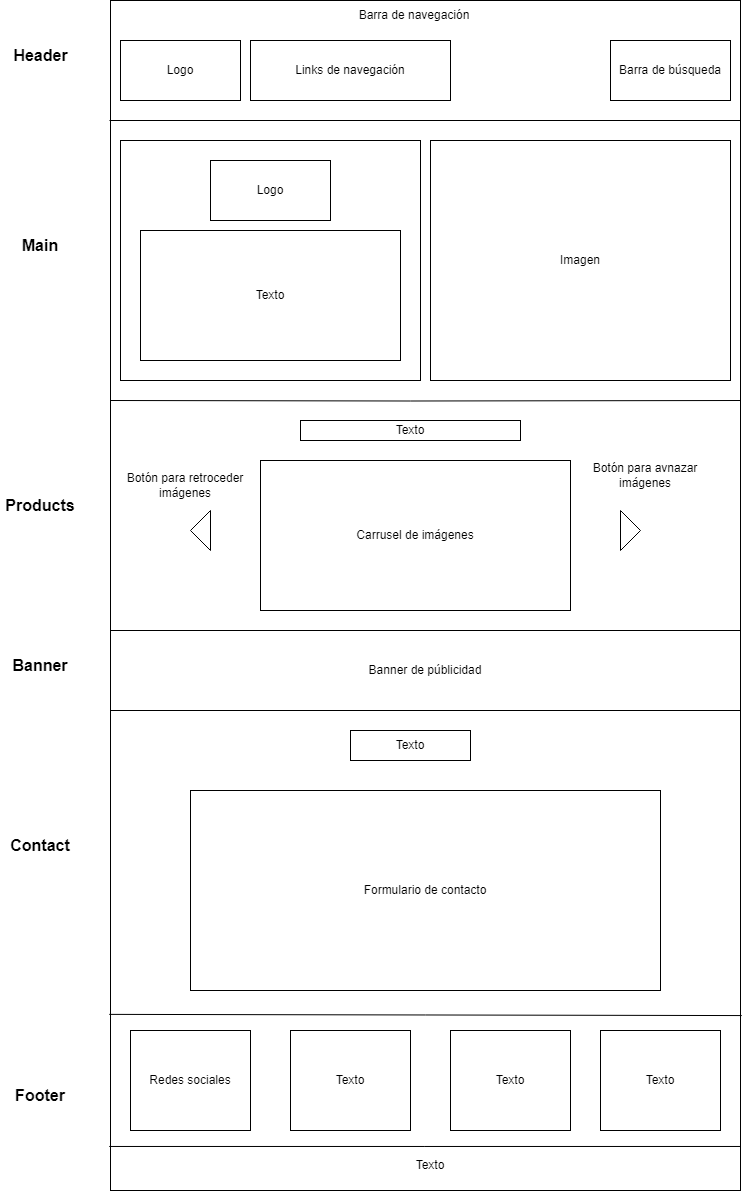 Barra de navegación
Header
Logo
Links de navegación
Barra de búsqueda
Main
Logo
Texto
Imagen
Products
Texto
Botón para retroceder
imágenes
Carrusel de imágenes
Botón para avnazar
imágenes
Banner
Banner de públicidad
Contact
Texto
Formulario de contacto
Footer
Redes sociales
Texto
Texto
Texto
Texto